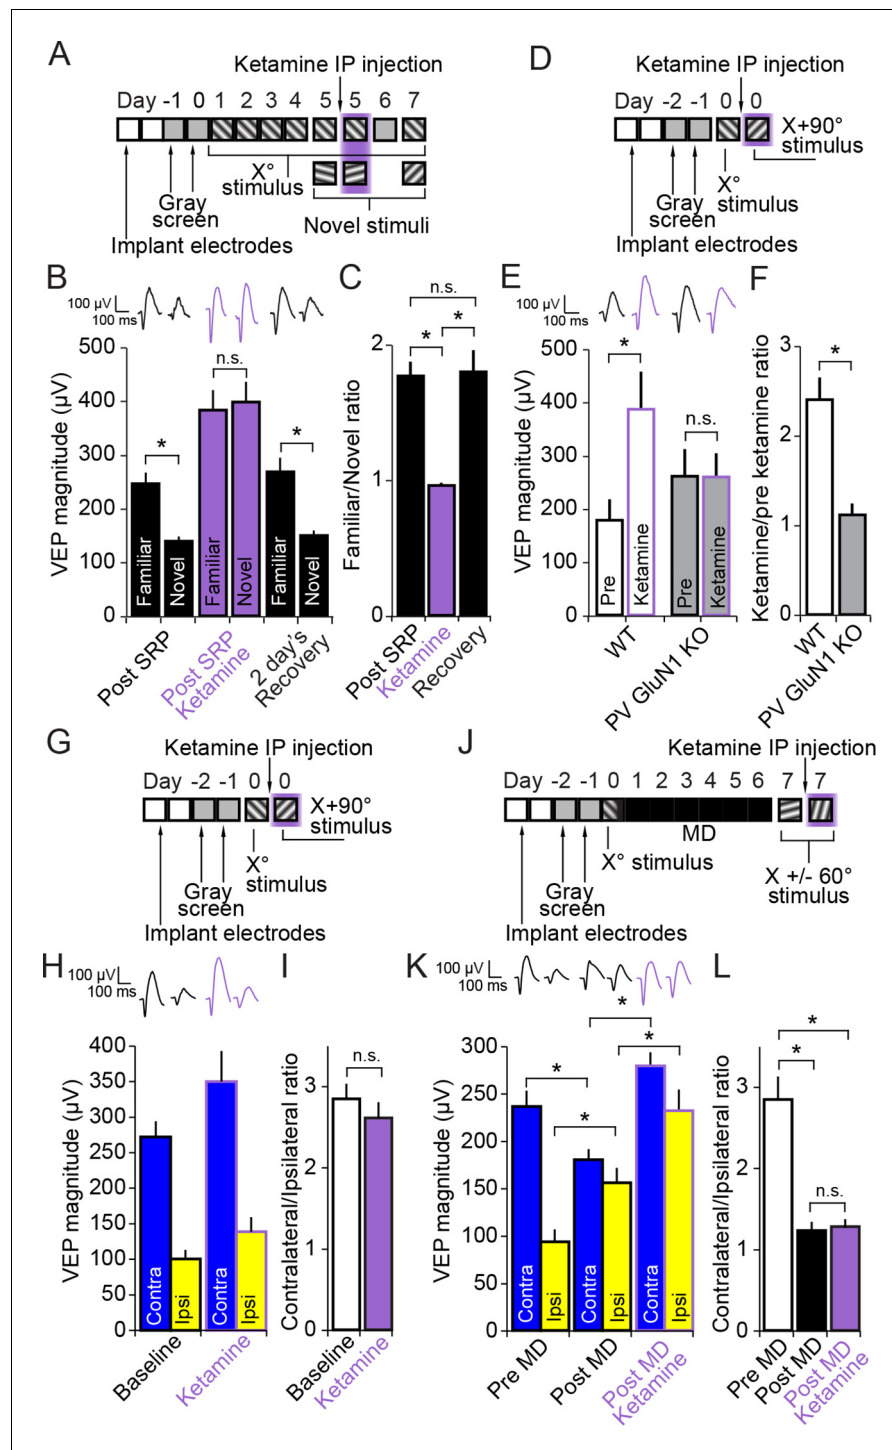 A
Ketamine IP injection
Day -1 0 1 2 3 4 5 5 6 7
X°
stimulus
Gray
screen
Novel stimuli
Implant electrodes
D
Ketamine IP injection
Day -2 -1 0 0
X+90°
stimulus
X°
stimulus
Gray
screen
Implant electrodes
B
100 µV
100 ms
500
400
300
200
100
0
VEP magnitude (µV)
*
n.s.
*
Familiar
Novel
Familiar
Novel
Familiar
Novel
Post SRP
Post SRP
Ketamine
2 day's
Recovery
C
n.s.
* *
2
1
0
Familiar/Novel ratio
Post SRP
Ketamine
Recovery
E
100 µV
100 ms
500
400
300
200
100
0
VEP magnitude (µV)
*
n.s.
Pre
Ketamine
Pre
Ketamine
WT
PV GluN1 KO
F
3
2
1
0
Ketamine/pre ketamine ratio
*
WT
PV GluN1 KO
G
Ketamine IP injection
Day -2 -1 0 0
X+90°
stimulus
X°
stimulus
Gray
screen
Implant electrodes
J
Ketamine IP injection
Day -2 -1 0 1 2 3 4 5 6 7 7
MD
X° stimulus
X +/- 60°
stimulus
Gray
screen
Implant electrodes
H
100 µV
100 ms
400
350
300
250
200
150
100
50
0
VEP magnitude (µV)
Contra
Ipsi
Contra
Ipsi
Baseline
Ketamine
I
n.s.
3
2
1
0
Contralateral/Ipsilateral ratio
Baseline
Ketamine
K
100 µV
100 ms
300
250
200
150
100
50
0
VEP magnitude (µV)
*
*
*
*
Contra
Ipsi
Contra
Ipsi
Contra
Ipsi
Pre MD
Post MD
Post MD
Ketamine
L
*
*
n.s.
3
2
1
0
Contralateral/Ipsilateral ratio
Pre MD
Post MD
Post MD
Ketamine